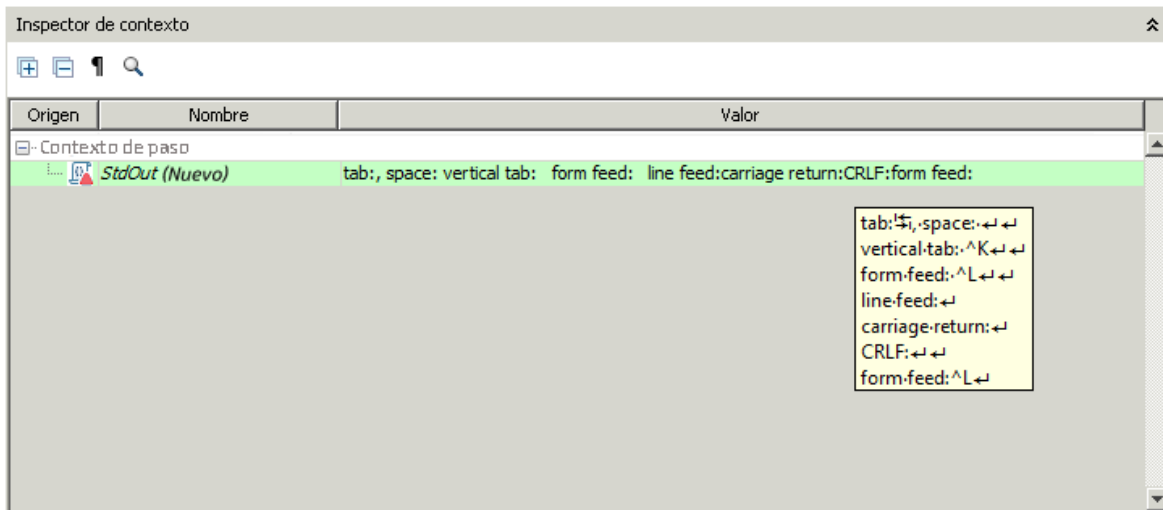 Inspector de contexto
¶
Origen Nombre Valor
Contexto de paso
StdOut (Nuevo) tab:, space: vertical tab: form feed: line feed:carriage return:CRLF:form feed:
tab:↹,·space:·↵↵
vertical·tab:·^K↵↵
form·feed:·^L↵↵
line·feed:↵
carriage·return:↵
CRLF:↵↵
form·feed:^L↵